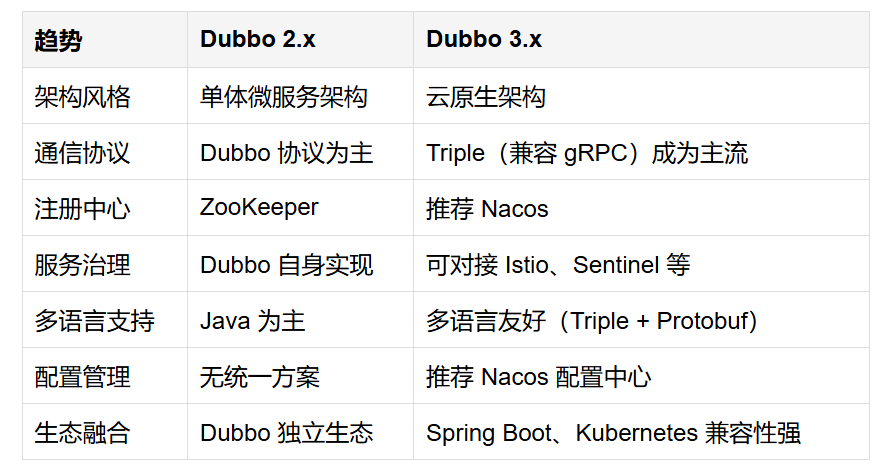 趋势 Dubbo 2.x Dubbo 3.x
架构风格 单体微服务架构 云原生架构
通信协议 Dubbo 协议为主 Triple（兼容 gRPC）成为主流
注册中心 ZooKeeper 推荐 Nacos
服务治理 Dubbo 自身实现 可对接 Istio、Sentinel 等
多语言支持 Java 为主 多语言友好（Triple + Protobuf）
配置管理 无统一方案 推荐 Nacos 配置中心
生态融合 Dubbo 独立生态 Spring Boot、Kubernetes 兼容性强